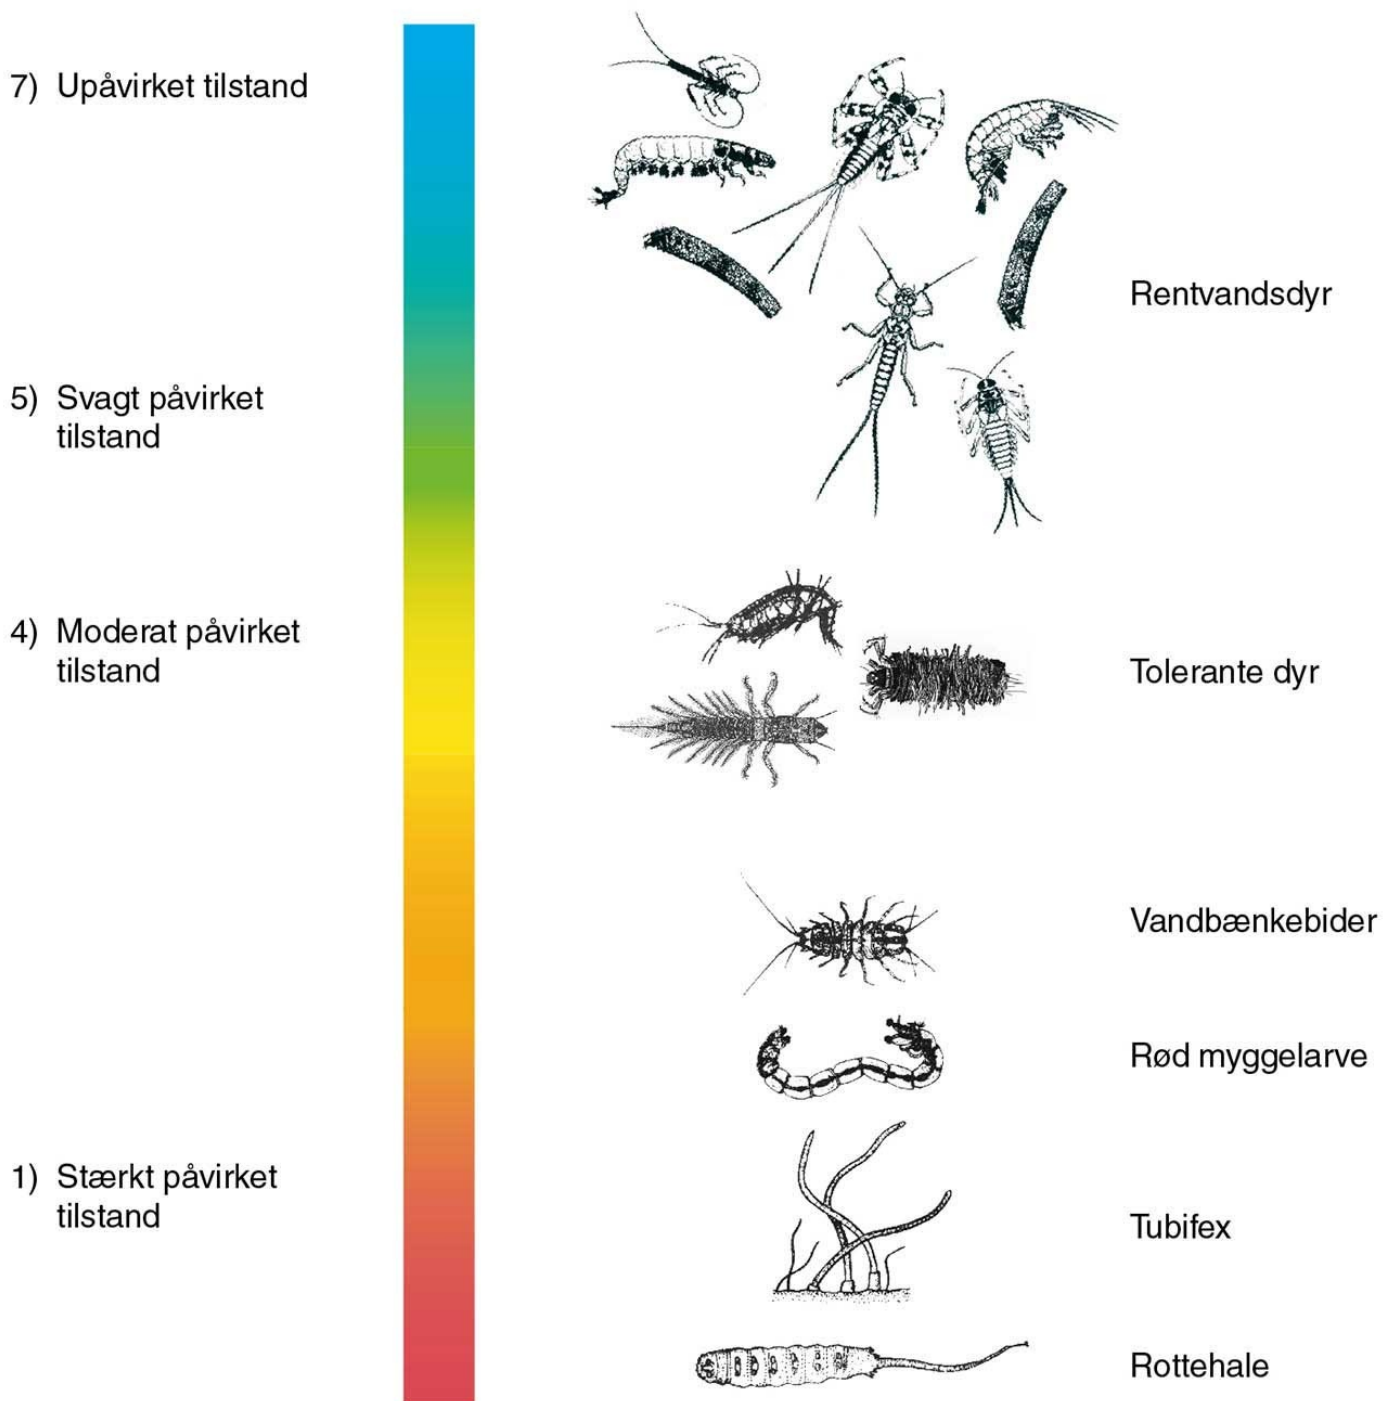 7) Upåvirket tilstand
5) Svagt påvirket
tilstand
4) Moderat påvirket
tilstand
1) Stærkt påvirket
tilstand
Rentvandsdyr
Tolerante dyr
Vandbænkebider
Rød myggelarve
Tubifex
Rottehale